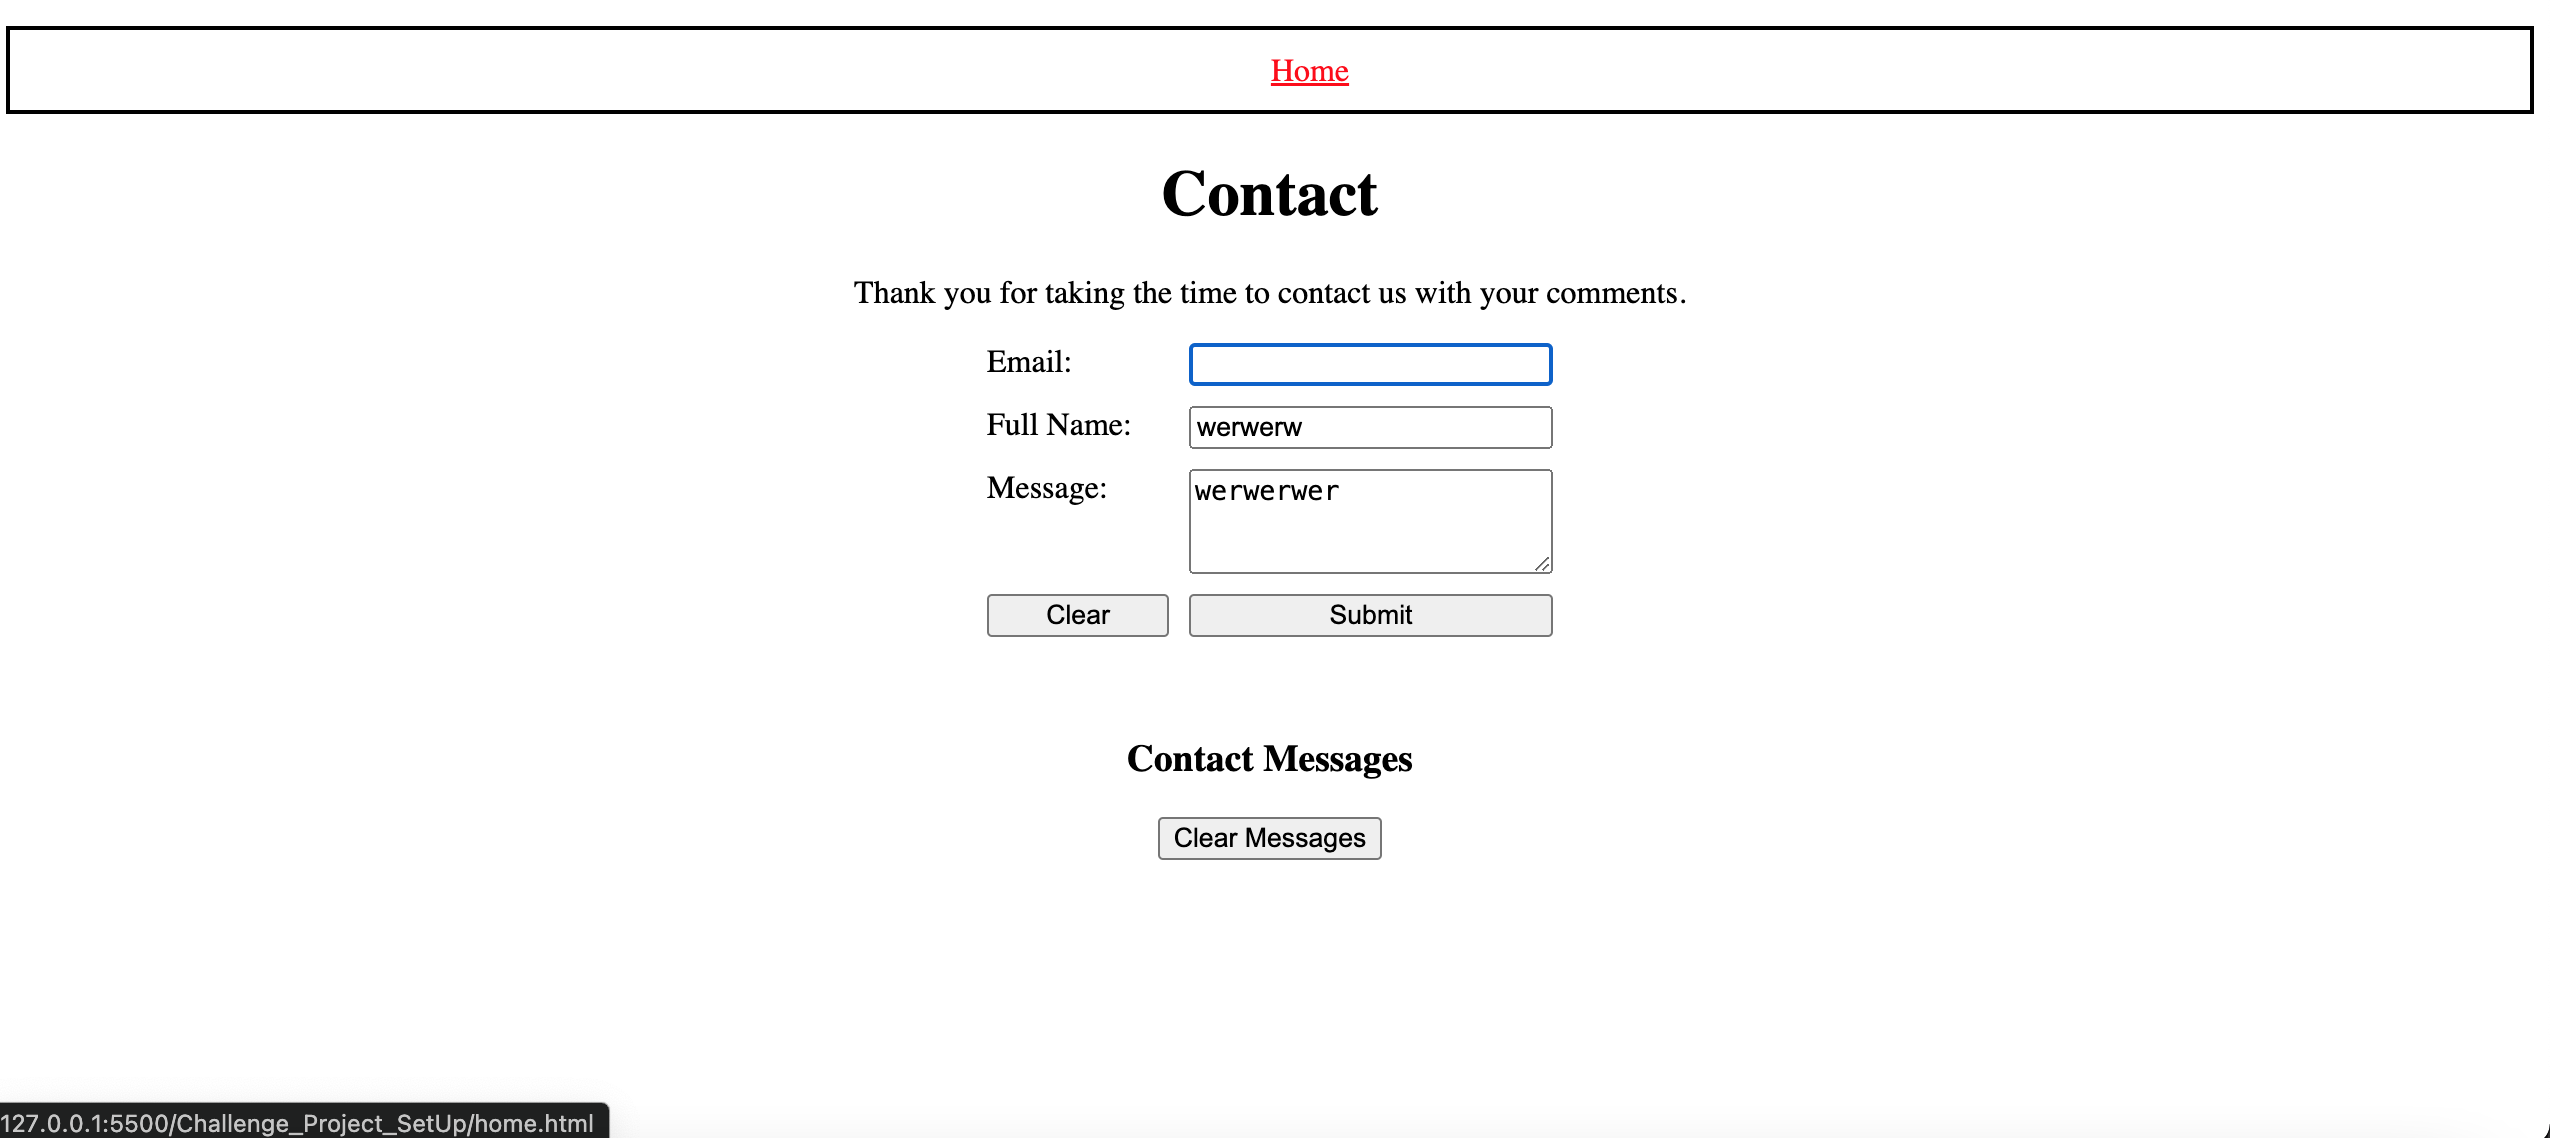 Home
Contact
Thank you for taking the time to contact us with your comments.
Email:
Full Name: werwerw
Message: werwerwer
Clear Submit
Contact Messages
Clear Messages
127.0.0.1:5500/Challenge_Project_SetUp/home.html